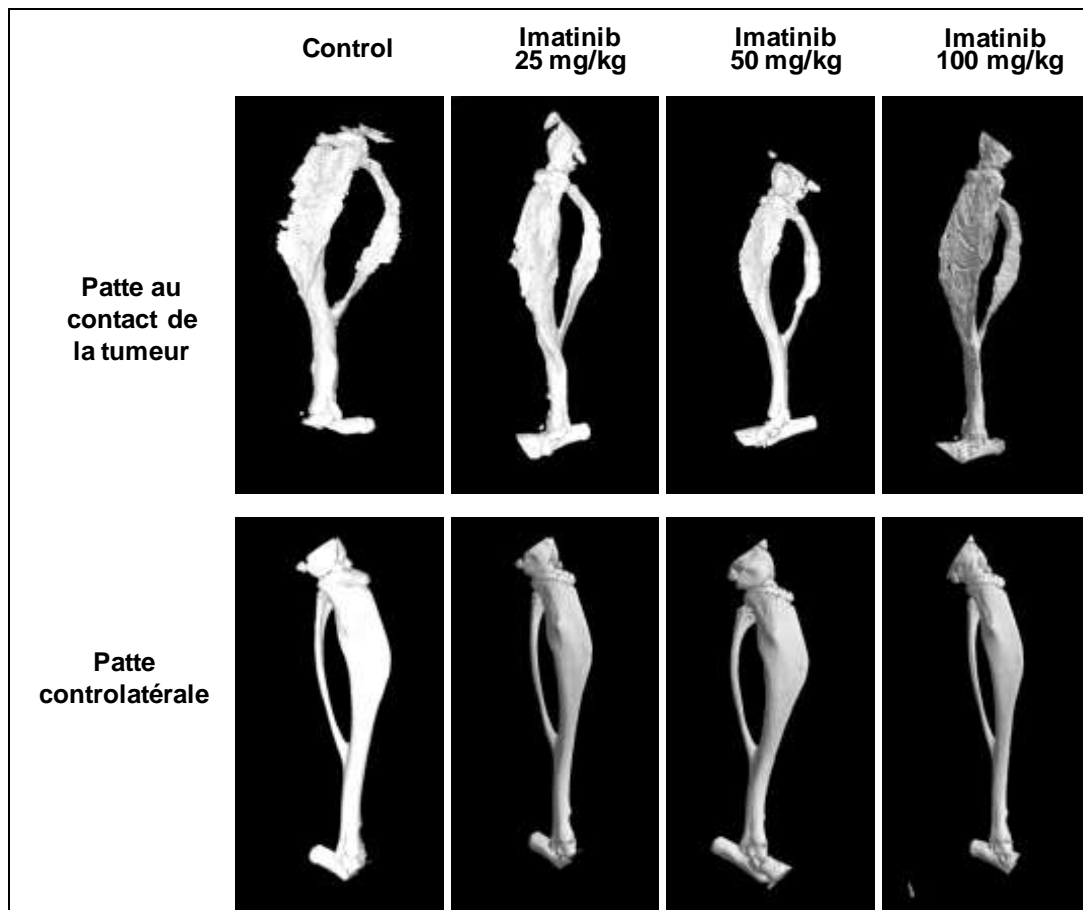 Control
Imatinib
25 mg/kg
Imatinib
50 mg/kg
Imatinib
100 mg/kg
Patte au
contact de
la tumeur
Patte
controlatérale